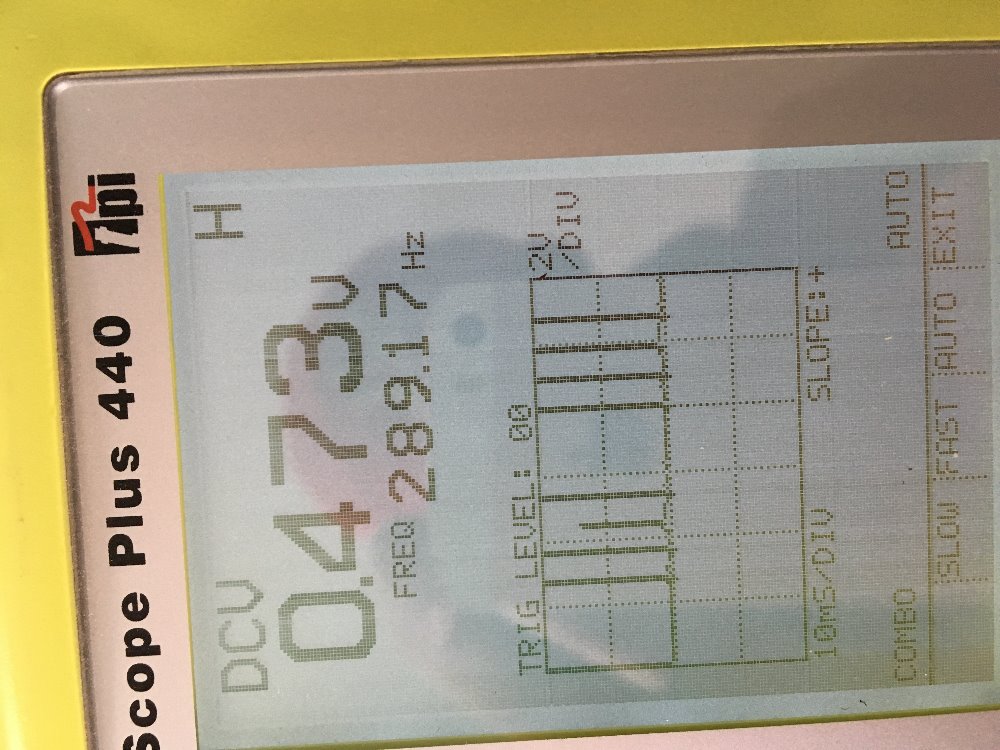 Scope Plus 440 tpi
DCV H
0.473V
FREQ 289.17 Hz
TRIG LEVEL: 00 2V
/DIV
10mS/DIV SLOPE:+
COMBO AUTO
SLOW FAST AUTO EXIT